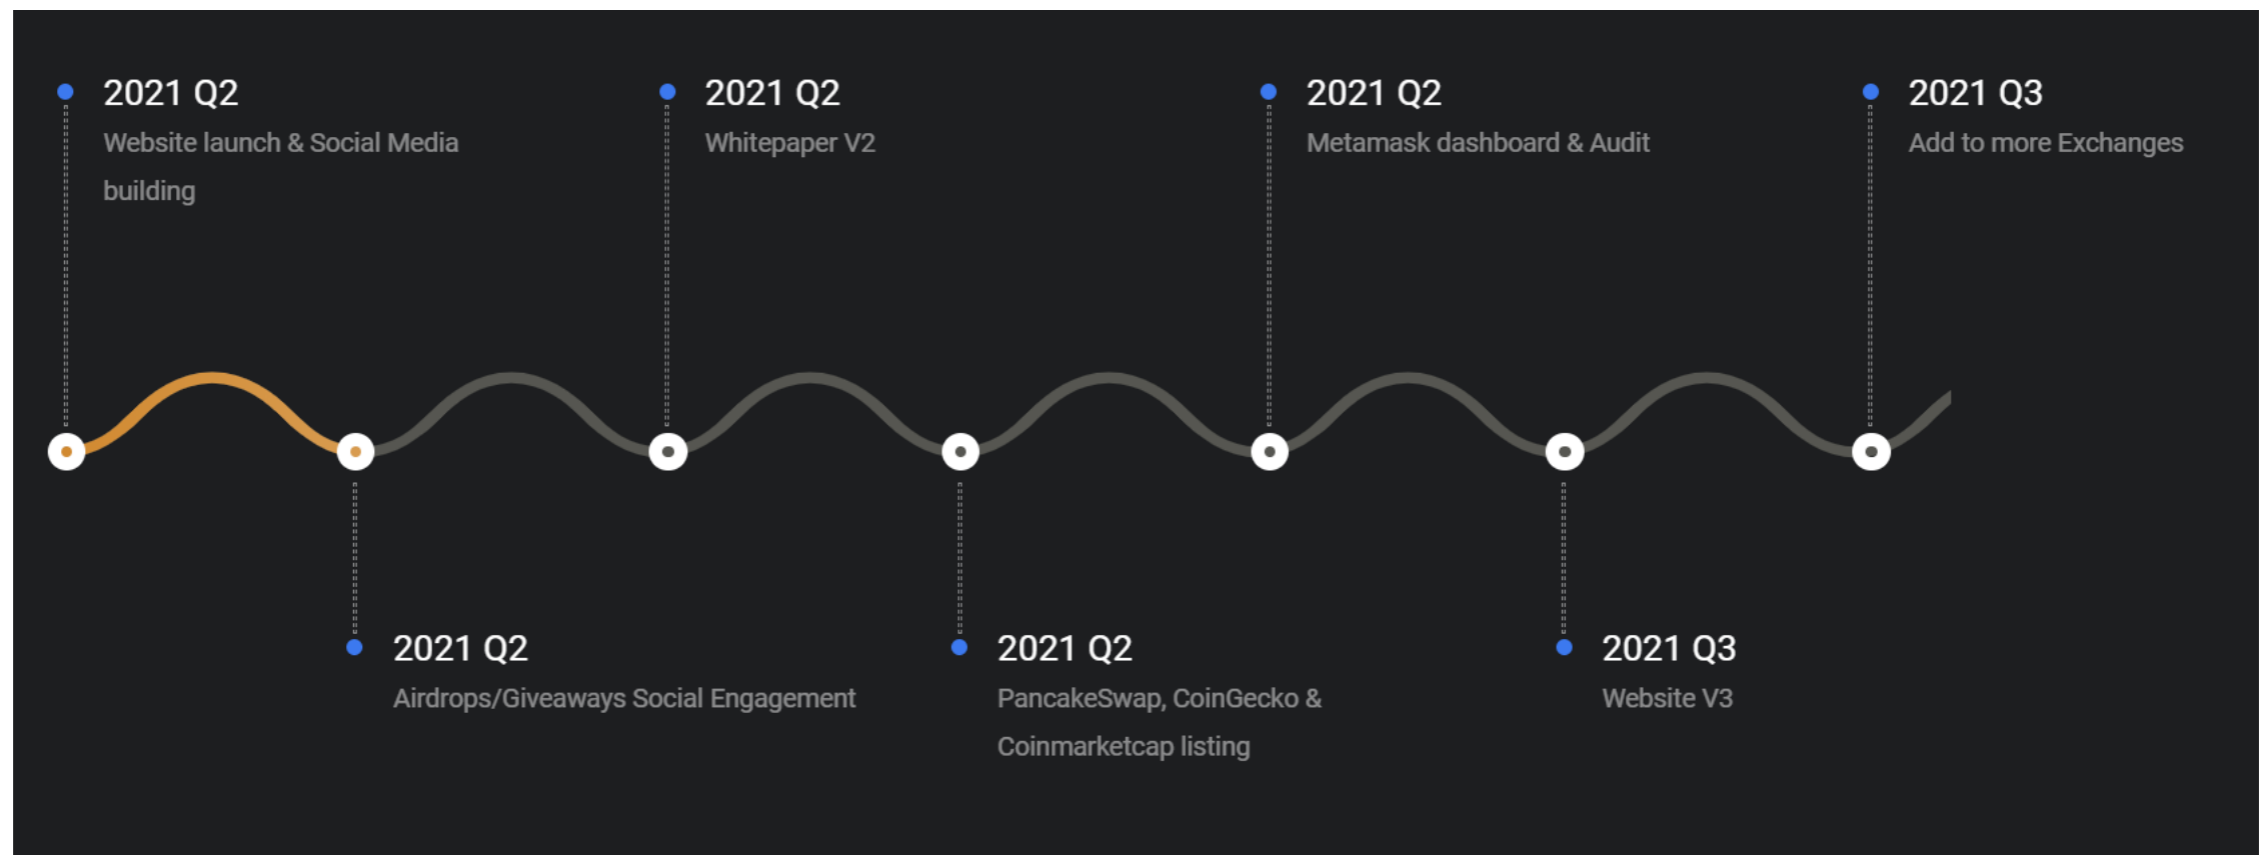 2021 Q2
Website launch & Social Media
building
2021 Q2
Whitepaper V2
2021 Q2
Metamask dashboard & Audit
2021 Q3
Add to more Exchanges
2021 Q2
Airdrops/Giveaways Social Engagement
2021 Q2
PancakeSwap, CoinGecko &
Coinmarketcap listing
2021 Q3
Website V3